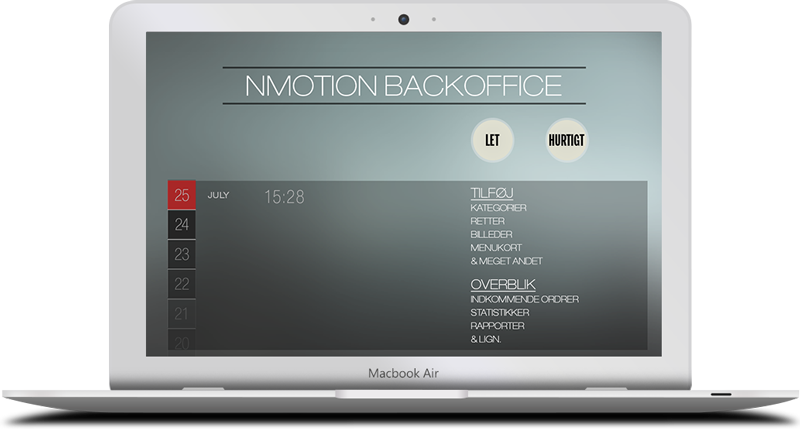 NMOTION BACKOFFICE
LET
HURTIGT
25 JULY 15:28
24
23
22
21
20
TILFØJ
KATEGORIER
RETTER
BILLEDER
MENUKORT
& MEGET ANDET
OVERBLIK
INDKOMMENDE ORDRER
STATISTIKKER
RAPPORTER
& LIGN.
Macbook Air